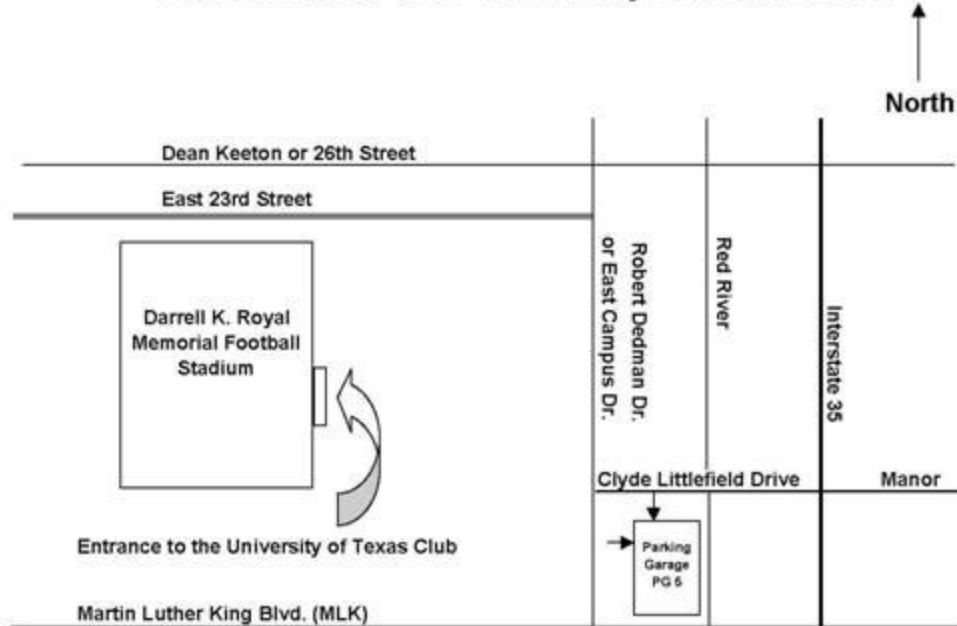 North
Dean Keeton or 26th Street
East 23rd Street
Darrell K. Royal
Memorial Football
Stadium
Robert Dedman Dr.
or East Campus Dr.
Red River
Interstate 35
Clyde Littlefield Drive
Manor
Entrance to the University of Texas Club
Parking
Garage
PG 5
Martin Luther King Blvd. (MLK)